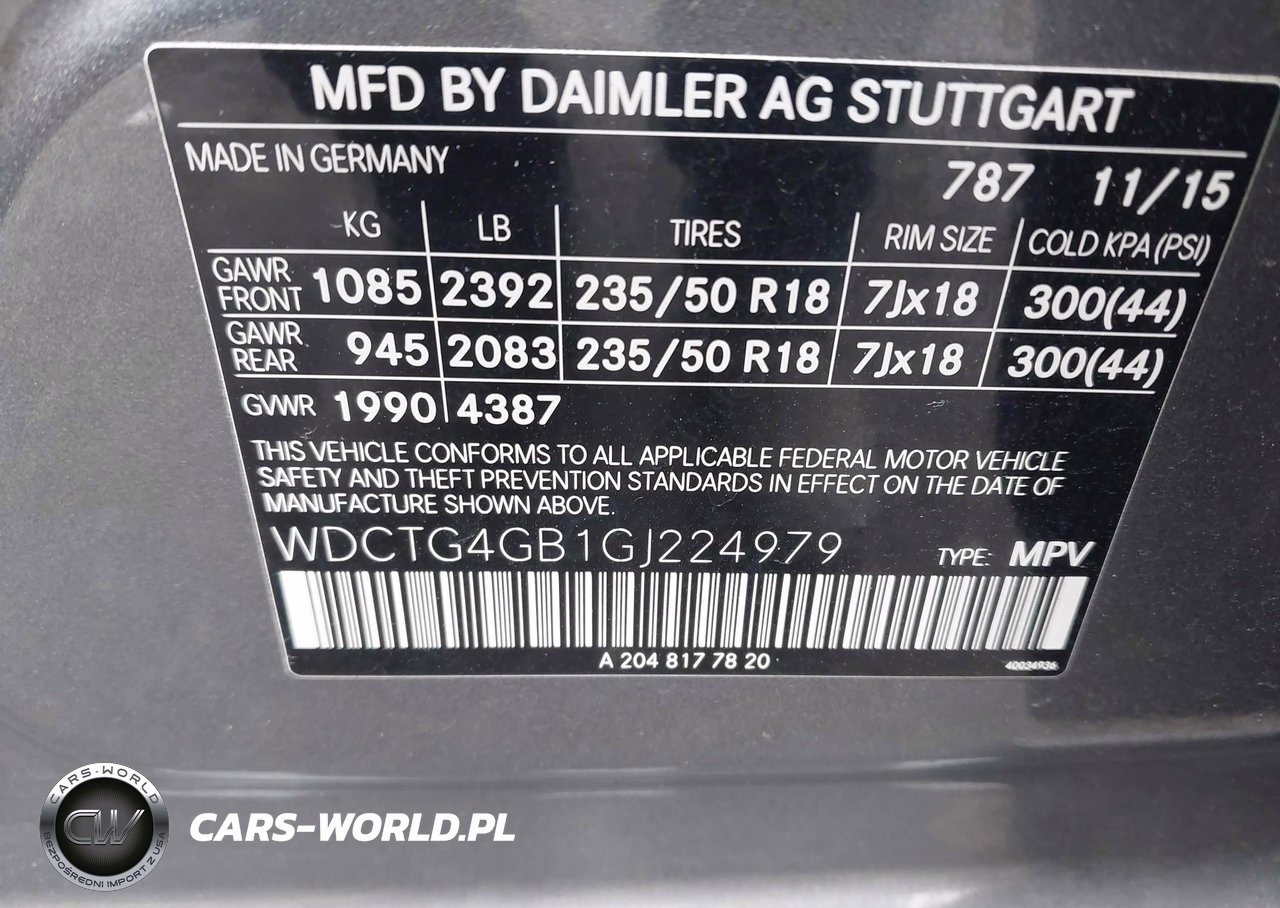 MFD BY DAIMLER AG STUTTGART
MADE IN GERMANY 787 11/15
KG LB TIRES RIM SIZE COLD KPA (PSI)
GAWR FRONT 1085 2392 235/50 R18 7Jx18 300(44)
GAWR REAR 945 2083 235/50 R18 7Jx18 300(44)
GVWR 1990 4387
THIS VEHICLE CONFORMS TO ALL APPLICABLE FEDERAL MOTOR VEHICLE
SAFETY AND THEFT PREVENTION STANDARDS IN EFFECT ON THE DATE OF
MANUFACTURE SHOWN ABOVE.
WDCTG4GB1GJ224979 TYPE: MPV
A 204 817 78 20 40034936
CARS-WORLD
CW
BEZPOŚREDNI IMPORT Z USA
CARS-WORLD.PL